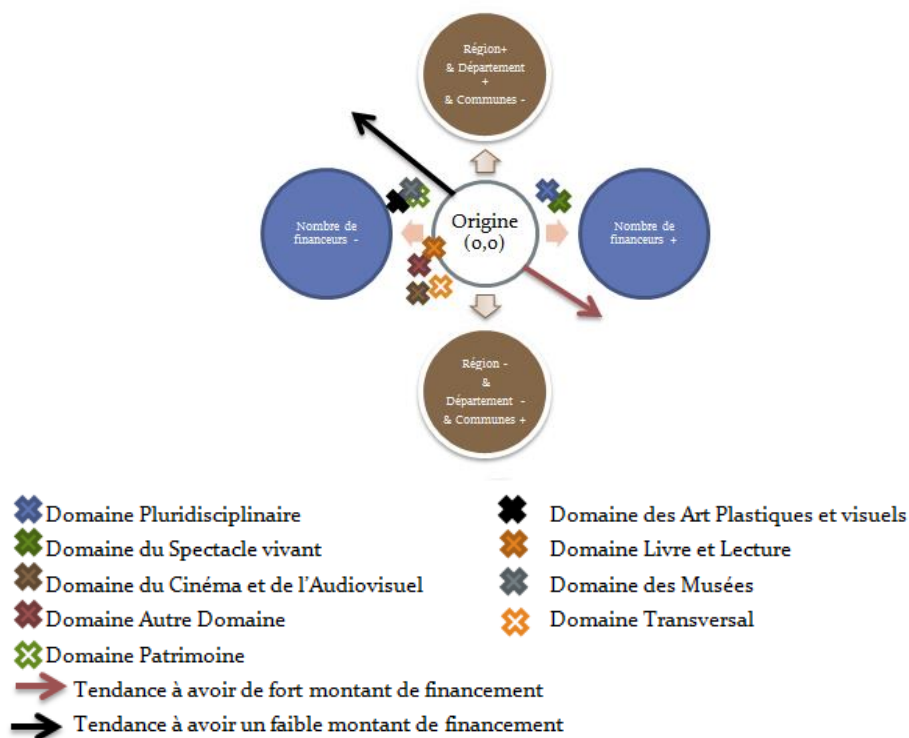 Région+
& Département
+
& Communes -
Nombre de
financeurs -
Origine
(0,0)
Nombre de
financeurs +
Région -
&
Département -
& Communes +
Domaine Pluridisciplinaire
Domaine des Art Plastiques et visuels
Domaine du Spectacle vivant
Domaine Livre et Lecture
Domaine du Cinéma et de l'Audiovisuel
Domaine des Musées
Domaine Autre Domaine
Domaine Transversal
Domaine Patrimoine
Tendance à avoir de fort montant de financement
Tendance à avoir un faible montant de financement